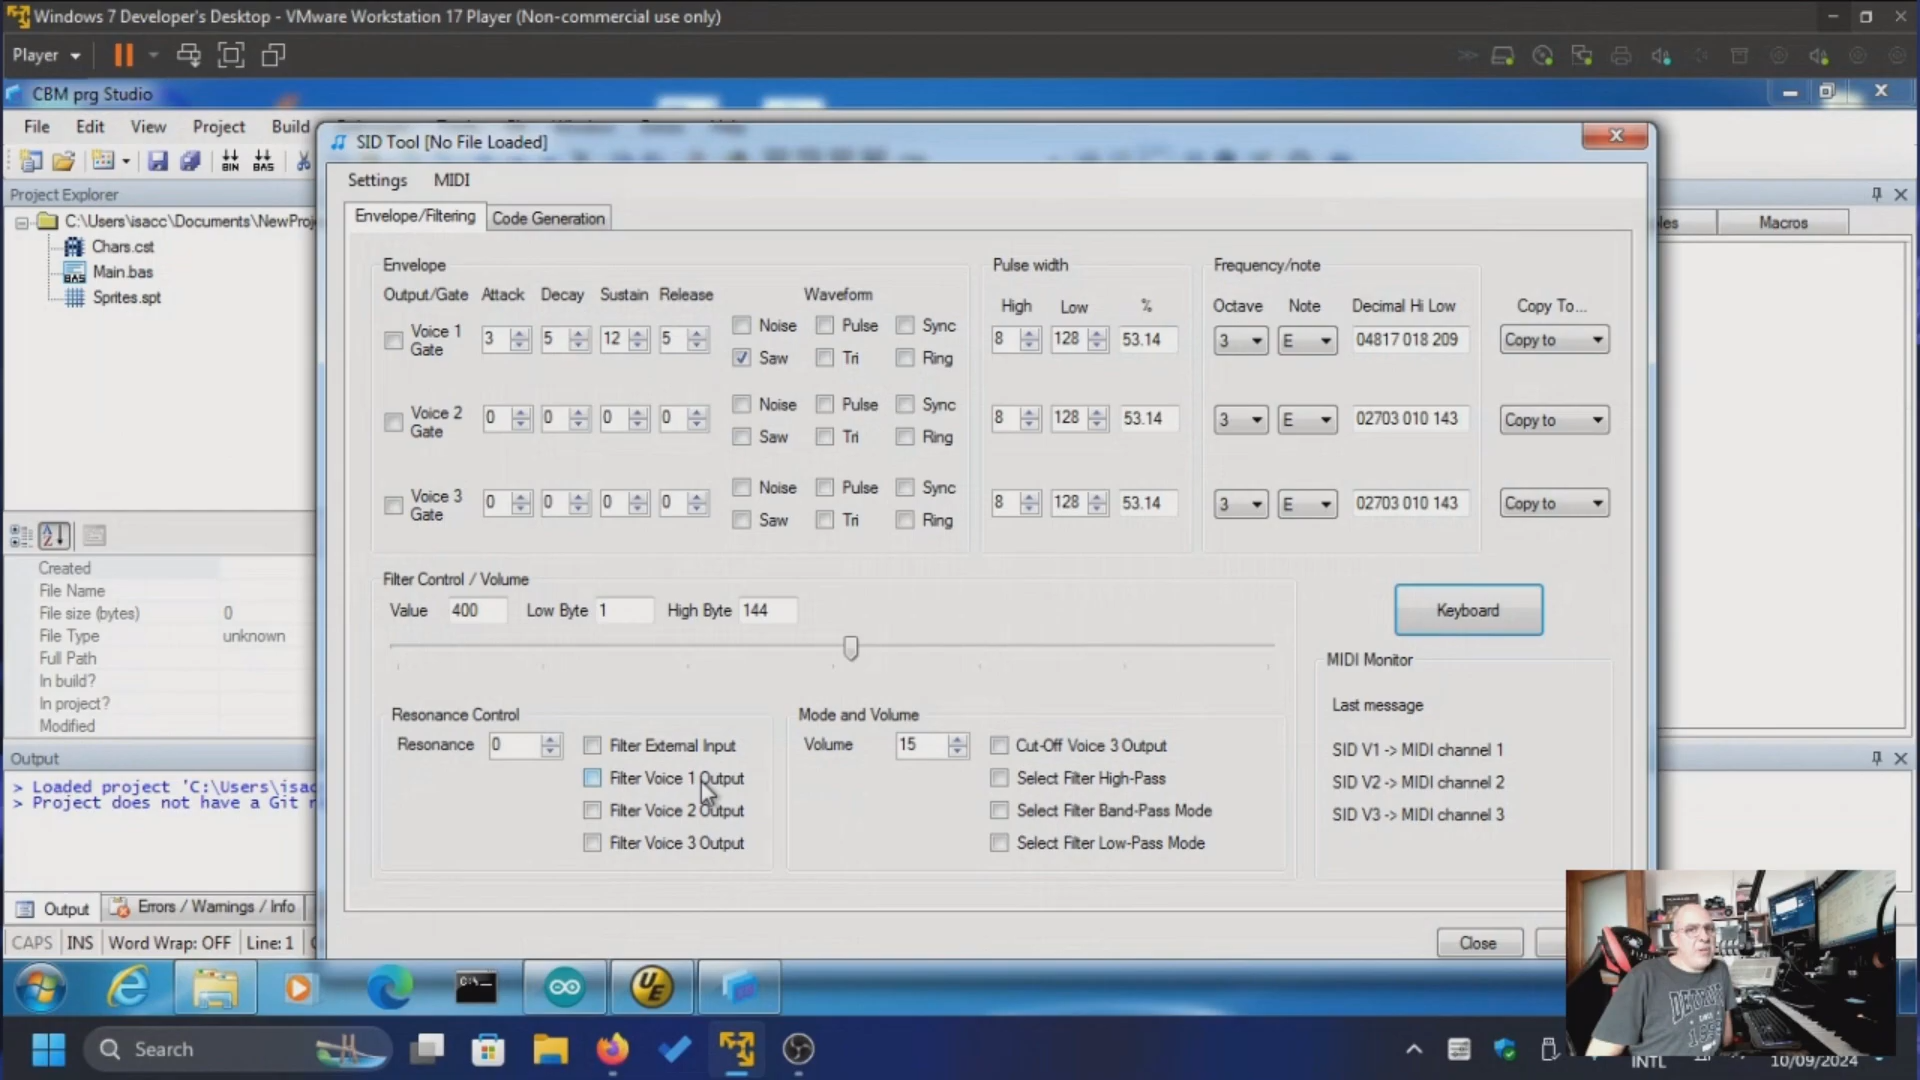 Windows 7 Developer's Desktop - VMware Workstation 17 Player (Non-commercial use only)
Player
CBM prg Studio
File Edit View Project Build
SID Tool [No File Loaded]
Settings MIDI
Project Explorer
Envelope/Filtering Code Generation
C:\Users\isacc\Documents\NewProj
Macros
Chars.cst
Main.bas
Sprites.spt
BIN BAS
Envelope Pulse width Frequency/note
Output/Gate Attack Decay Sustain Release Waveform High Low % Octave Note Decimal Hi Low Copy To...
Voice 1 Gate 3 5 12 5 Noise Pulse Sync 8 128 53.14 3 E 04817 018 209 Copy to
Saw Tri Ring
Voice 2 Gate 0 0 0 0 Noise Pulse Sync 8 128 53.14 3 E 02703 010 143 Copy to
Saw Tri Ring
Voice 3 Gate 0 0 0 0 Noise Pulse Sync 8 128 53.14 3 E 02703 010 143 Copy to
Saw Tri Ring
Created
File Name
File size (bytes) 0
File Type unknown
Full Path
In build?
In project?
Modified
Filter Control / Volume
Value 400 Low Byte 1 High Byte 144
Keyboard
Resonance Control
Resonance 0
Filter External Input
Filter Voice 1 Output
Filter Voice 2 Output
Filter Voice 3 Output
Mode and Volume
Volume 15
Cut-Off Voice 3 Output
Select Filter High-Pass
Select Filter Band-Pass Mode
Select Filter Low-Pass Mode
MIDI Monitor
Last message
SID V1 -> MIDI channel 1
SID V2 -> MIDI channel 2
SID V3 -> MIDI channel 3
Output
> Loaded project 'C:\Users\isac
> Project does not have a Git
Output Errors / Warnings / Info
CAPS INS Word Wrap: OFF Line: 1
Close
DETROIT
Search
INTL
10/09/2024